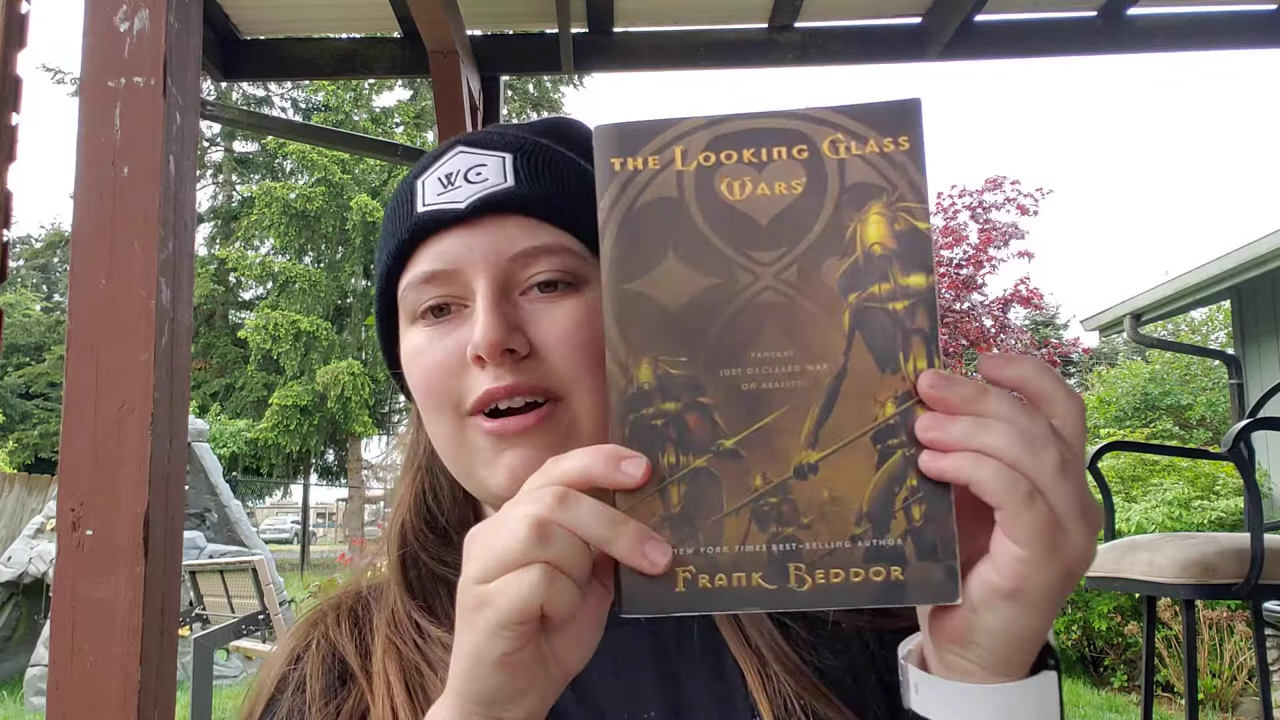 WC
THE LOOKING GLASS
WARS
FANTASY
JUST DECLARED WAR
ON REALITY
NEW YORK TIMES BEST-SELLING AUTHOR
FRANK BEDDOR